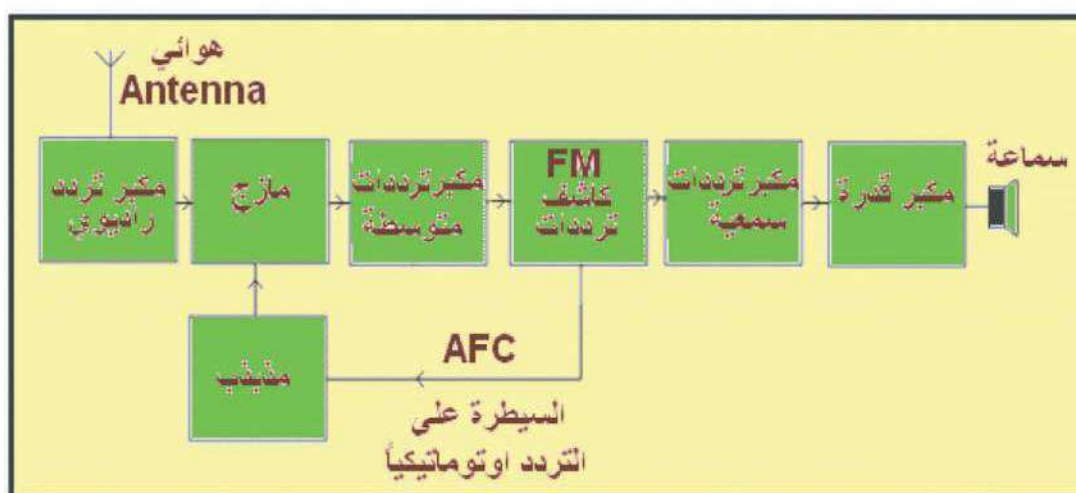 هوائي
Antenna
مكبر تردد
راديوي
مازج
مكبرترددات
متوسطة
FM
كاشف
ترددات
مكبرترددات
سمعية
مكبر قدرة
سماعة
مذبذب
AFC
السيطرة على
التردد اوتوماتيكياً